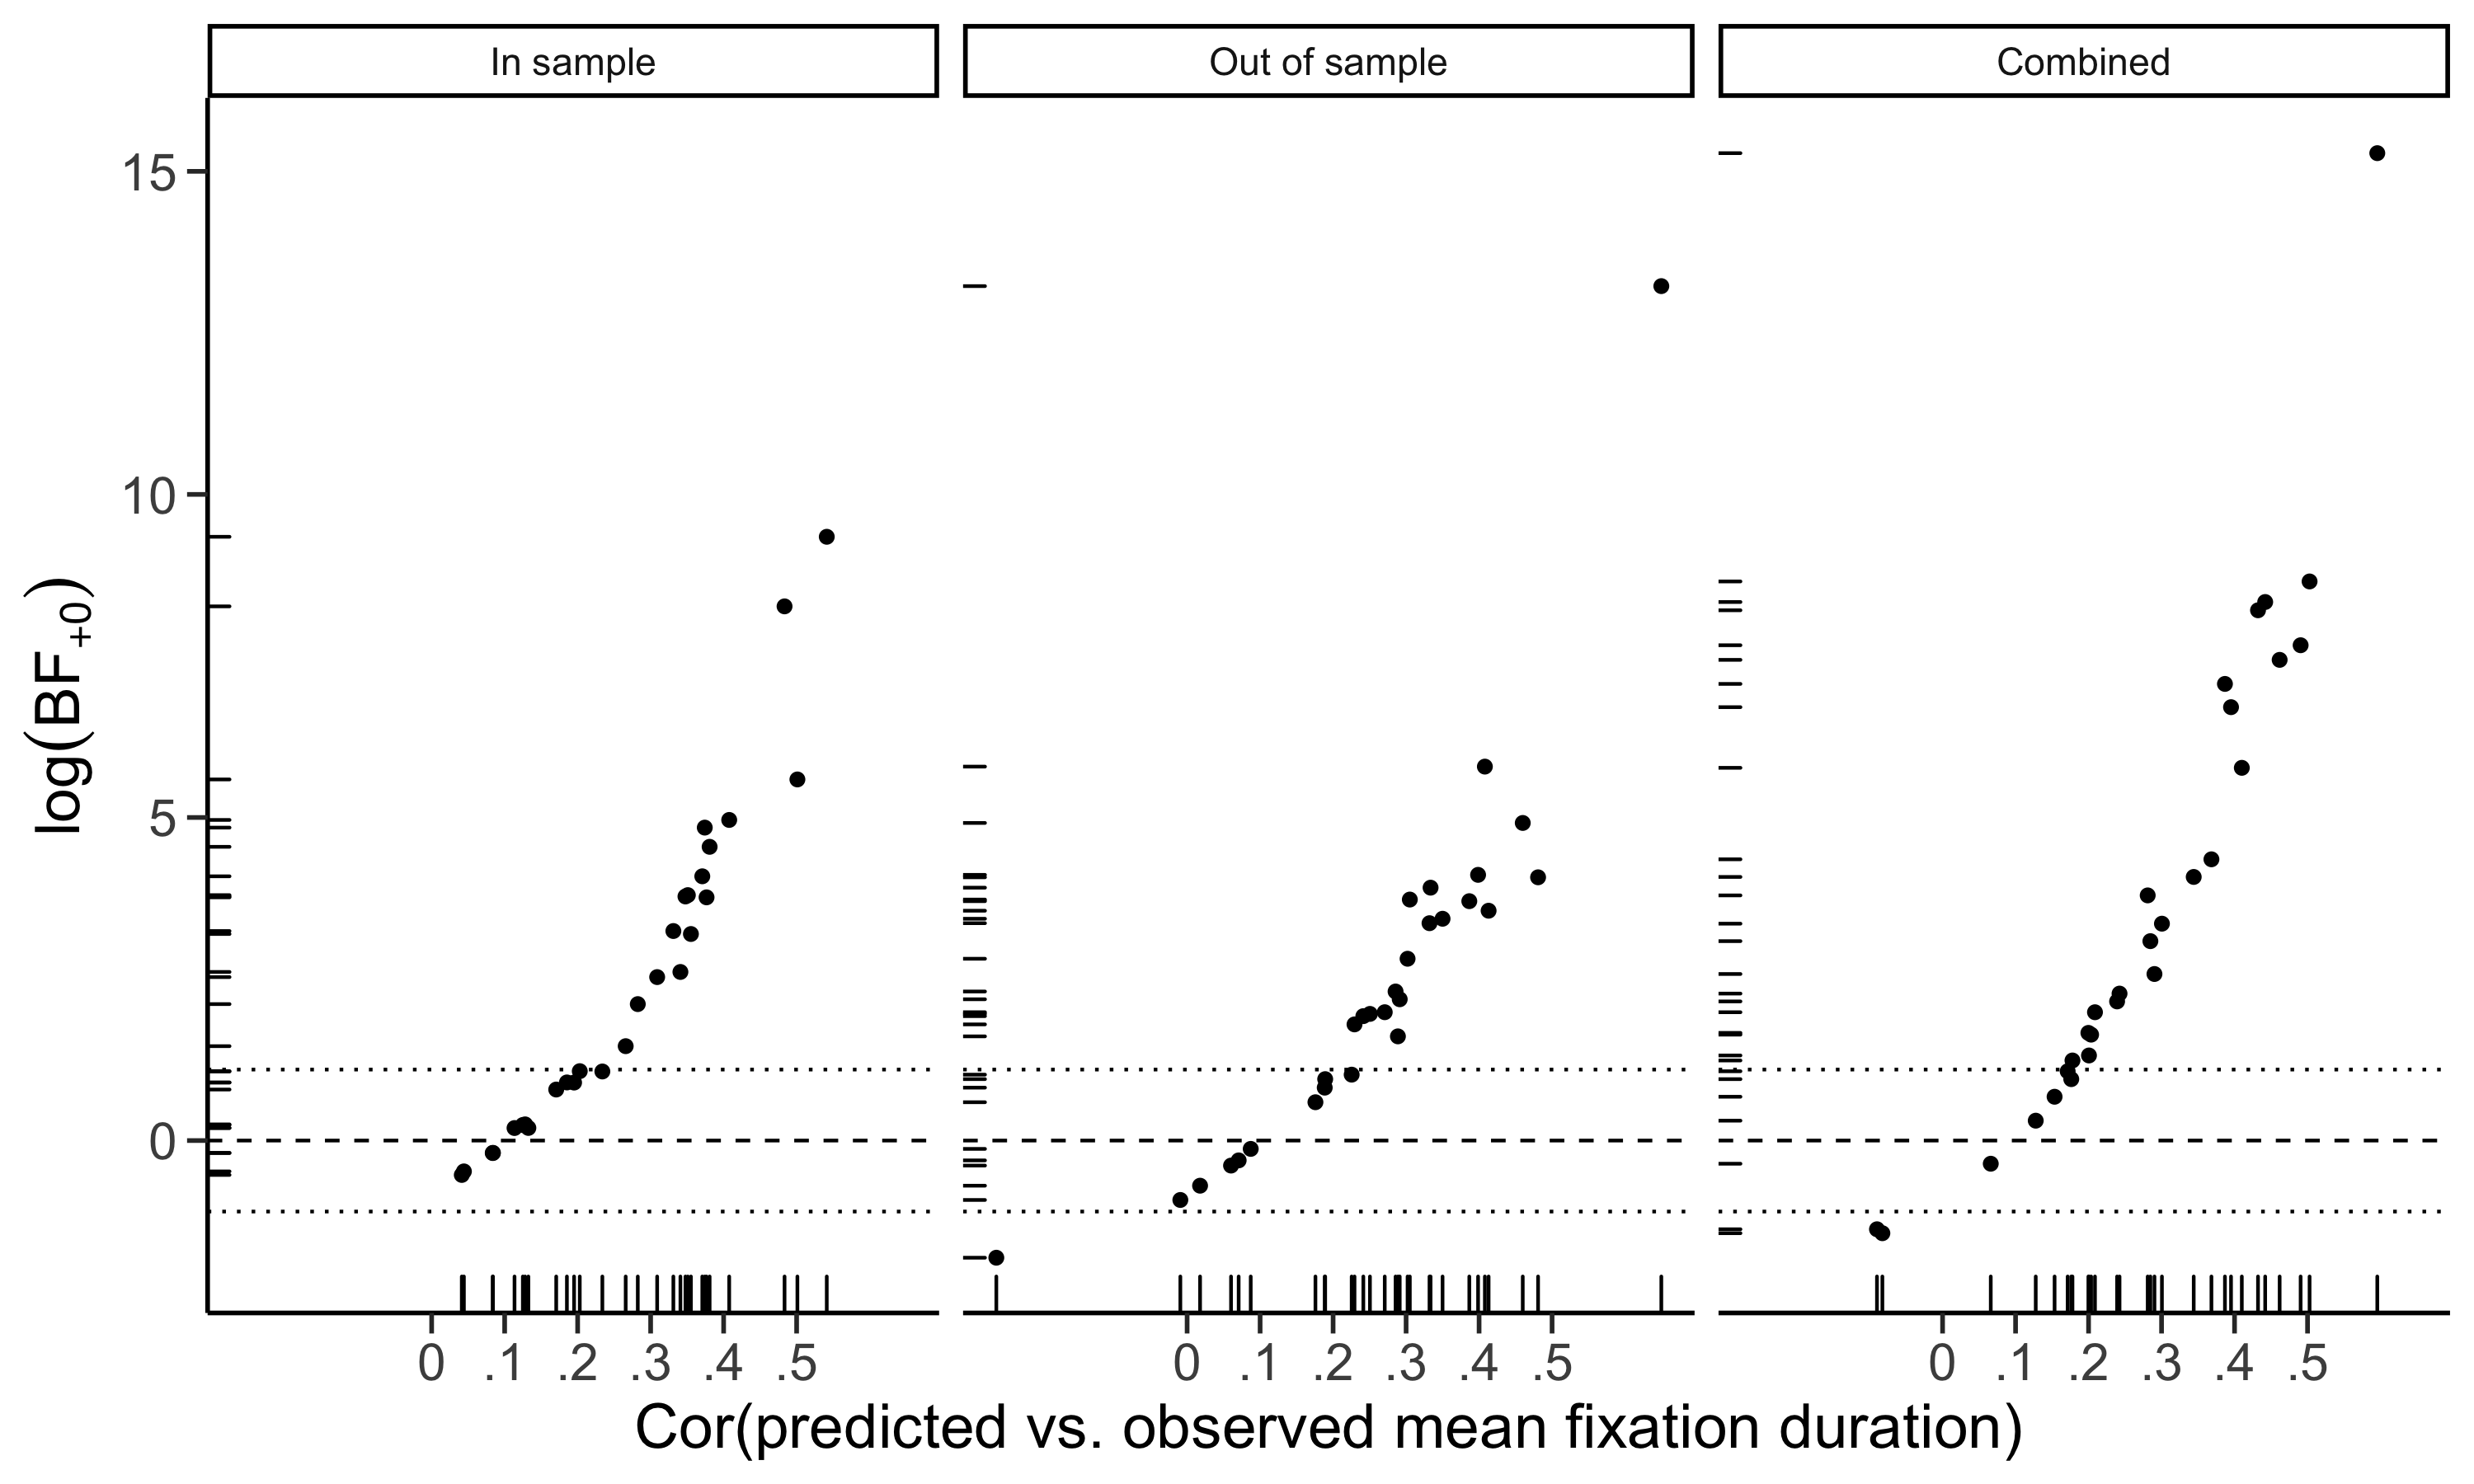 In sample
Out of sample
Combined
log(BF+0)
15
10
5
0
0 .1 .2 .3 .4 .5
0 .1 .2 .3 .4 .5
0 .1 .2 .3 .4 .5
Cor(predicted vs. observed mean fixation duration)